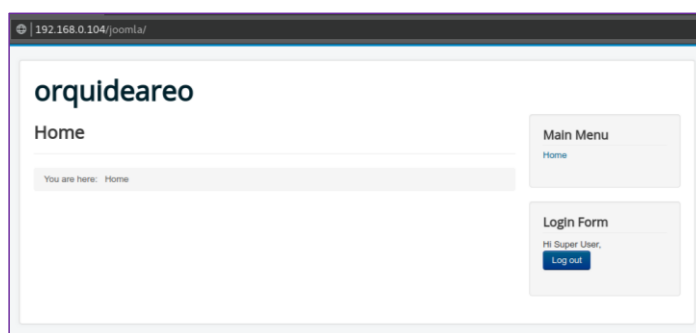 192.168.0.104/joomla/
orquideareo
Home
You are here: Home
Main Menu
Home
Login Form
Hi Super User,
Log out